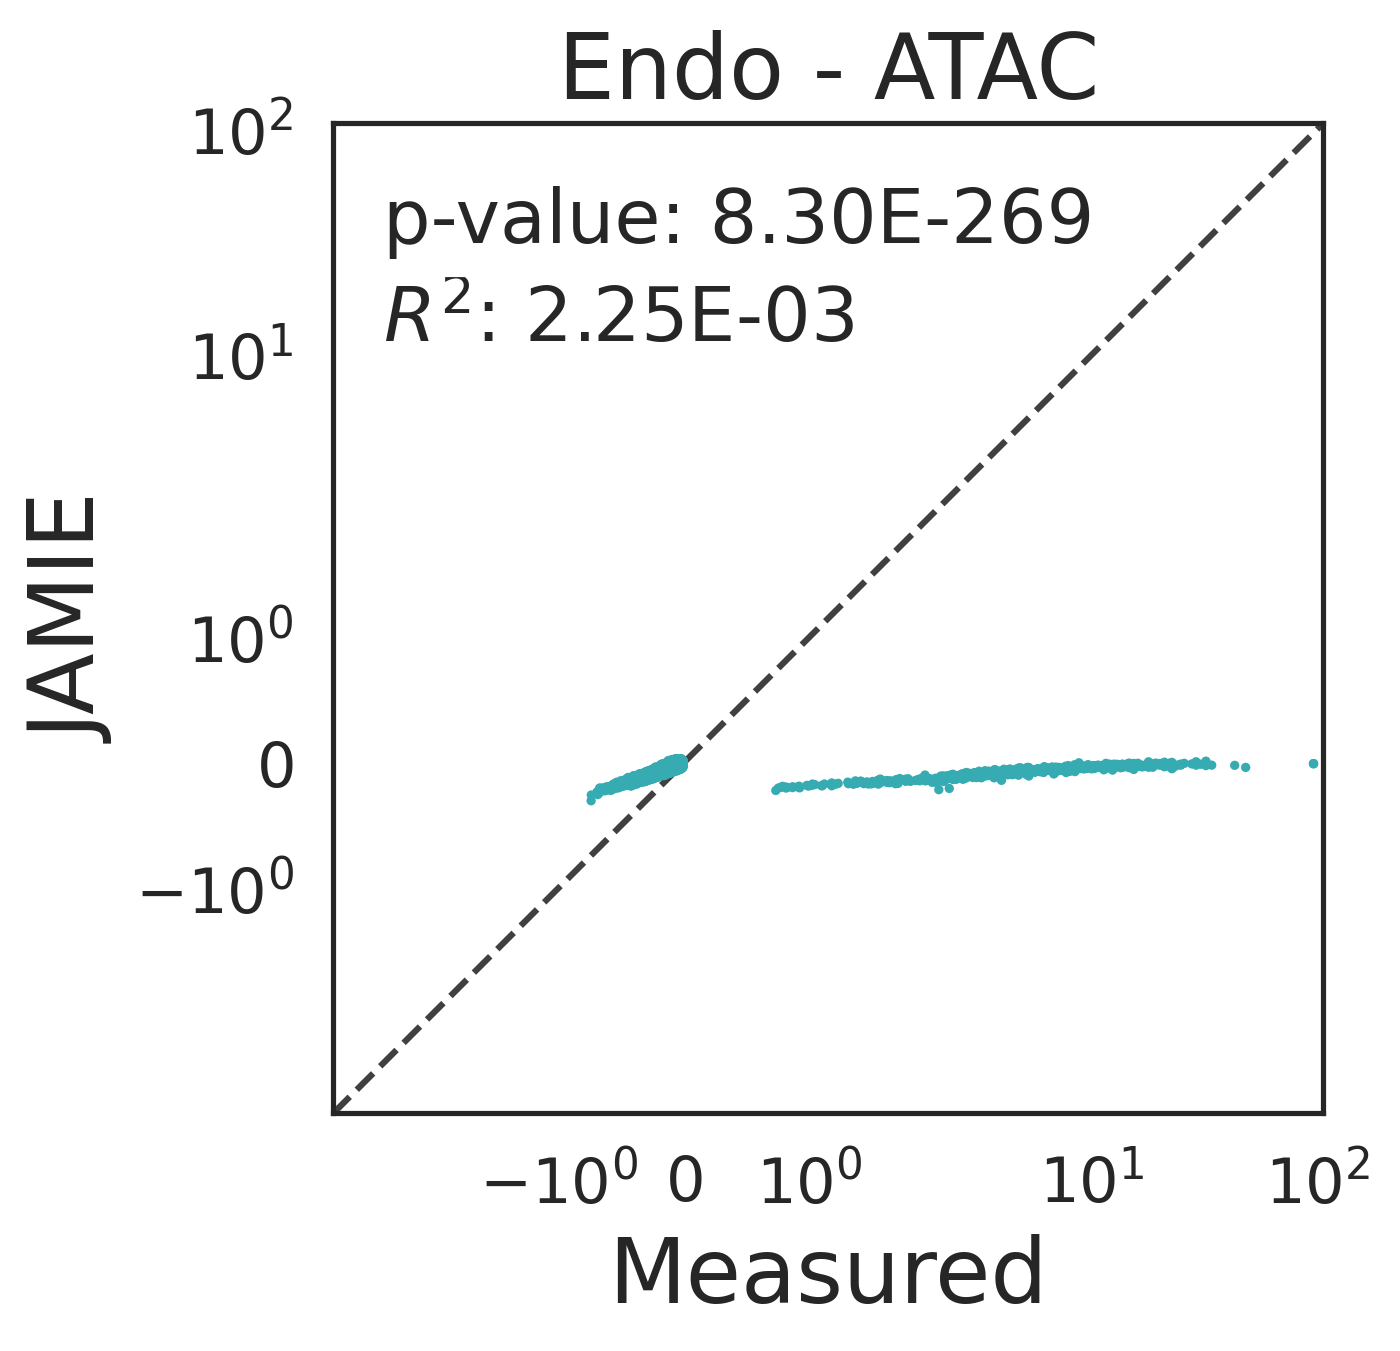 Endo - ATAC
p-value: 8.30E-269
R²: 2.25E-03
10²
10¹
10⁰
0
−10⁰
JAMIE
−10⁰ 0 10⁰ 10¹ 10²
Measured